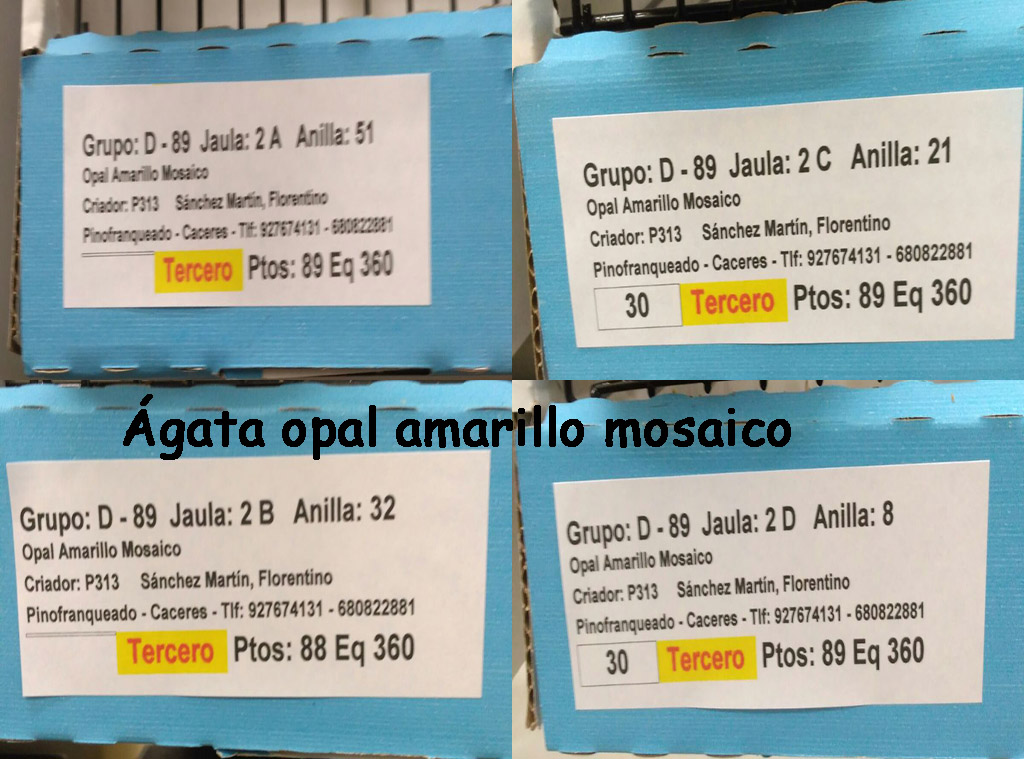 Grupo: D - 89 Jaula: 2 A Anilla: 51
Opal Amarillo Mosaico
Criador: P313 Sánchez Martín, Florentino
Pinofranqueado - Caceres - Tlf: 927674131 - 680822881
Tercero Ptos: 89 Eq 360
Grupo: D - 89 Jaula: 2 C Anilla: 21
Opal Amarillo Mosaico
Criador: P313 Sánchez Martín, Florentino
Pinofranqueado - Caceres - Tlf: 927674131 - 680822881
30 Tercero Ptos: 89 Eq 360
Ágata opal amarillo mosaico
Grupo: D - 89 Jaula: 2 B Anilla: 32
Opal Amarillo Mosaico
Criador: P313 Sánchez Martín, Florentino
Pinofranqueado - Caceres - Tlf: 927674131 - 680822881
Tercero Ptos: 88 Eq 360
Grupo: D - 89 Jaula: 2 D Anilla: 8
Opal Amarillo Mosaico
Criador: P313 Sánchez Martín, Florentino
Pinofranqueado - Caceres - Tlf: 927674131 - 680822881
30 Tercero Ptos: 89 Eq 360